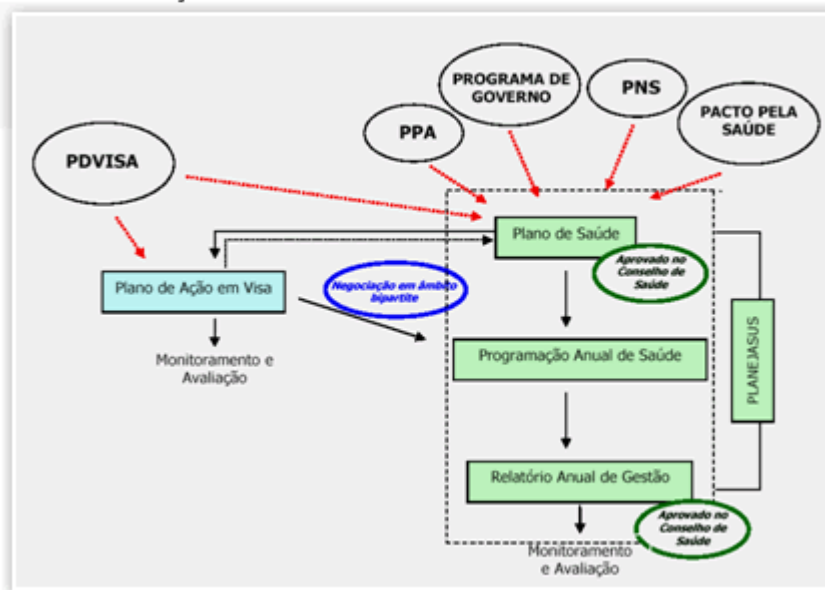 PROGRAMA DE
GOVERNO
PNS
PACTO PELA
SAÚDE
PPA
PDVISA
Plano de Saúde
Aprovado no
Conselho de
Saúde
Plano de Ação em Visa
Negociação em âmbito
bipartite
Monitoramento e
Avaliação
Programação Anual de Saúde
PLANEJASUS
Relatório Anual de Gestão
Aprovado no
Conselho de
Saúde
Monitoramento
e Avaliação